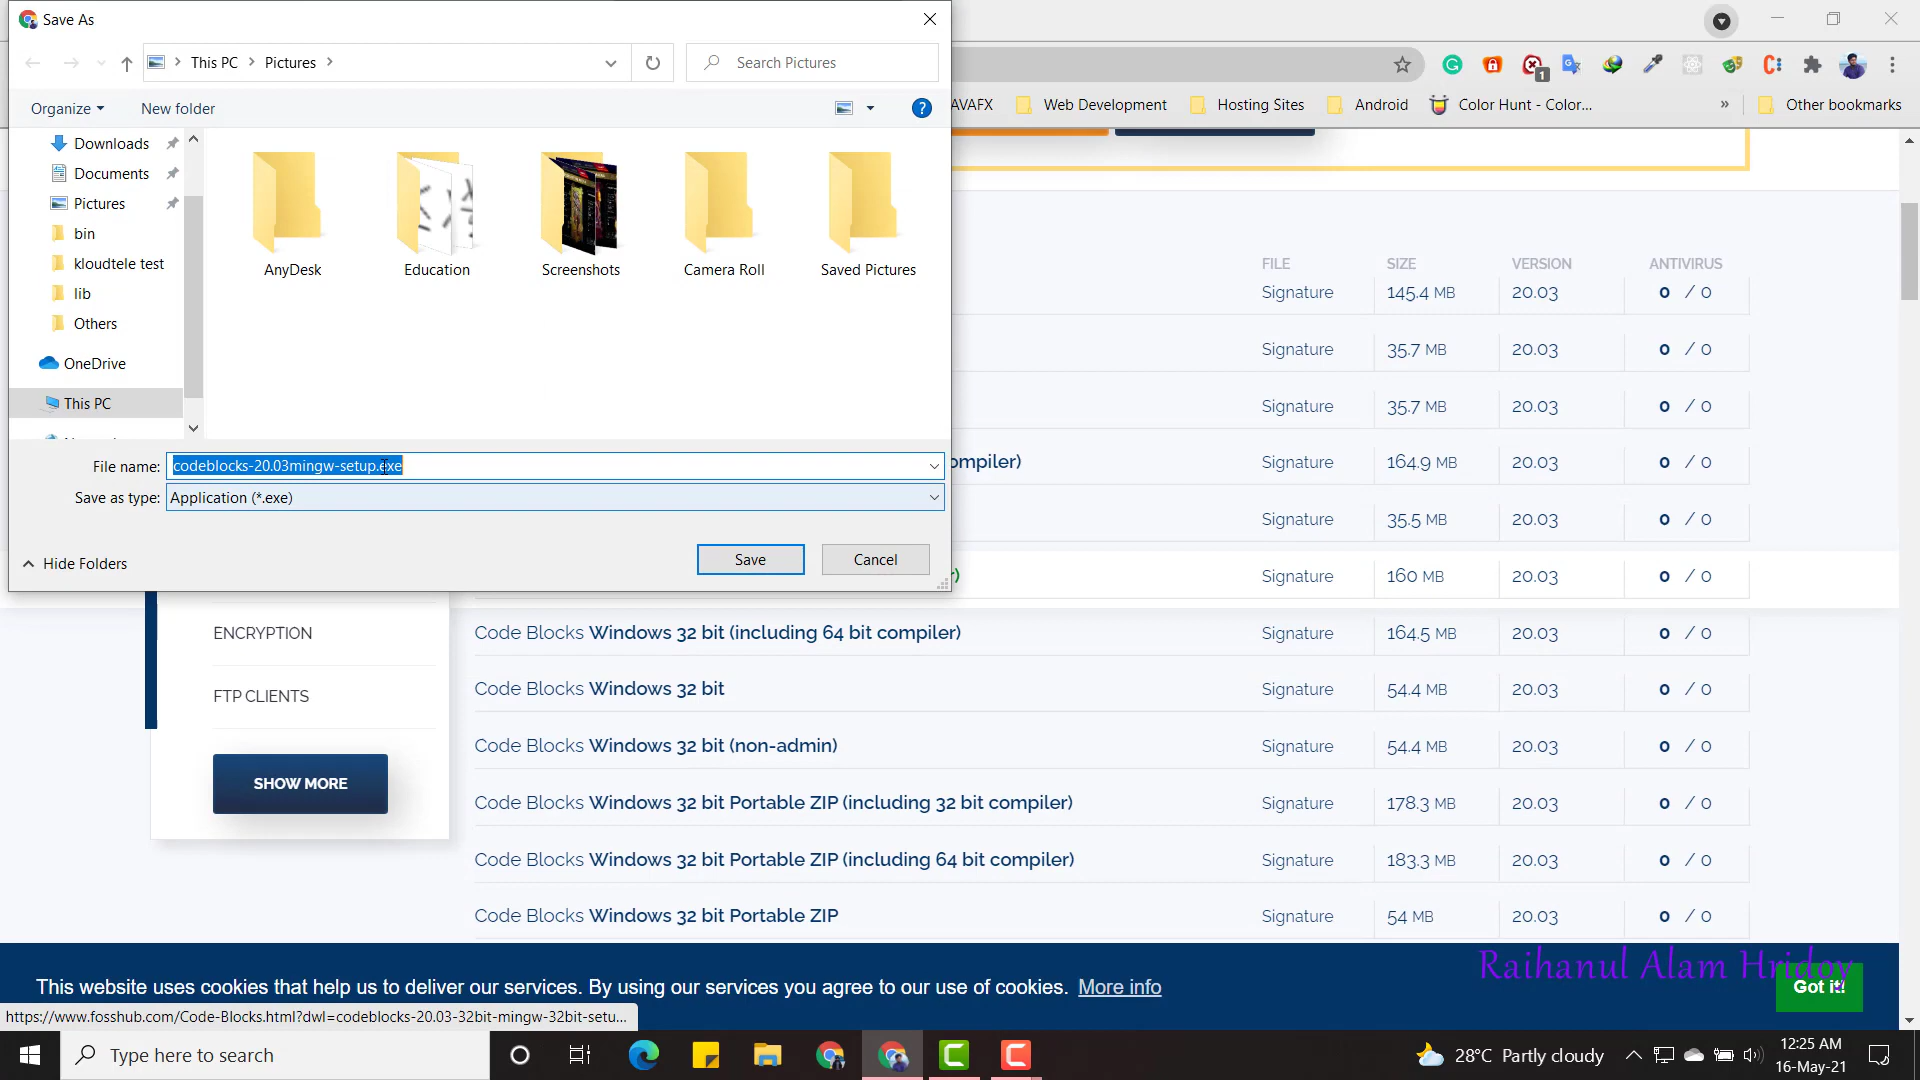 Save As
This PC
Pictures
Search Pictures
Organize
New folder
AVAFX
Web Development
Hosting Sites
Android
Color Hunt - Color...
»
Other bookmarks
1
Downloads
Documents
Pictures
bin
kloudtele test
lib
Others
OneDrive
This PC
AnyDesk
Education
Screenshots
Camera Roll
Saved Pictures
File name: codeblocks-20.03mingw-setup.exe
Save as type: Application (*.exe)
Hide Folders
Save
Cancel
FILE SIZE VERSION ANTIVIRUS
Signature 145.4 MB 20.03 0 / 0
Signature 35.7 MB 20.03 0 / 0
Signature 35.7 MB 20.03 0 / 0
ompiler) Signature 164.9 MB 20.03 0 / 0
Signature 35.5 MB 20.03 0 / 0
r) Signature 160 MB 20.03 0 / 0
Code Blocks Windows 32 bit (including 64 bit compiler) Signature 164.5 MB 20.03 0 / 0
Code Blocks Windows 32 bit Signature 54.4 MB 20.03 0 / 0
Code Blocks Windows 32 bit (non-admin) Signature 54.4 MB 20.03 0 / 0
Code Blocks Windows 32 bit Portable ZIP (including 32 bit compiler) Signature 178.3 MB 20.03 0 / 0
Code Blocks Windows 32 bit Portable ZIP (including 64 bit compiler) Signature 183.3 MB 20.03 0 / 0
Code Blocks Windows 32 bit Portable ZIP Signature 54 MB 20.03 0 / 0
ENCRYPTION
FTP CLIENTS
SHOW MORE
Raihanul Alam Hridoy
This website uses cookies that help us to deliver our services. By using our services you agree to our use of cookies. More info
Got it!
https://www.fosshub.com/Code-Blocks.html?dwl=codeblocks-20.03-32bit-mingw-32bit-setu...
Type here to search
28°C Partly cloudy
12:25 AM
16-May-21